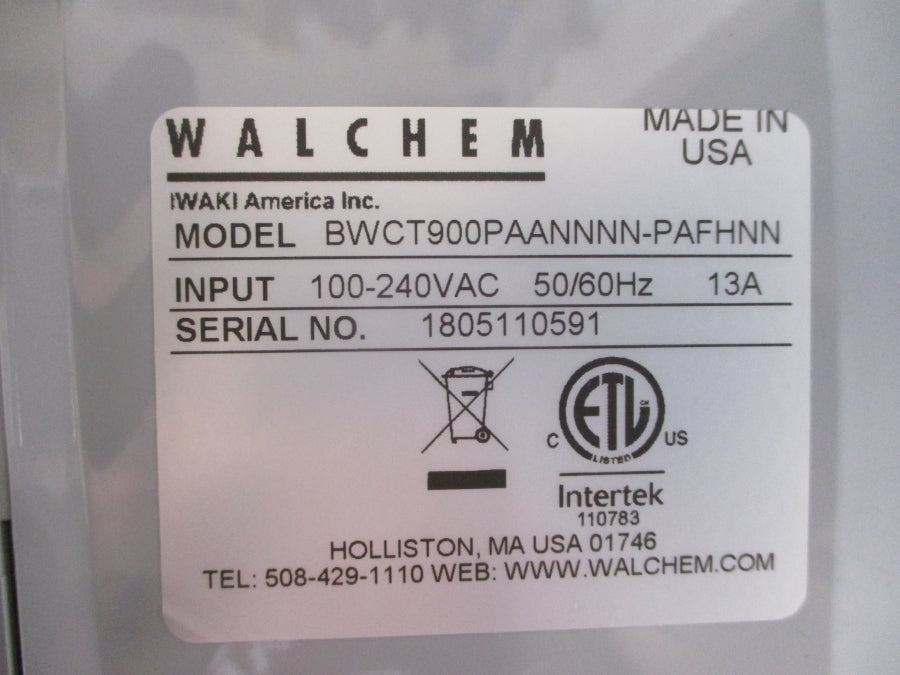 WALCHEM
MADE IN
USA
IWAKI America Inc.
MODEL BWCT900PAANNNN-PAFHNN
INPUT 100-240VAC 50/60Hz 13A
SERIAL NO. 1805110591
ETL
CM
LISTED
C US
Intertek
110783
HOLLISTON, MA USA 01746
TEL: 508-429-1110 WEB: WWW.WALCHEM.COM